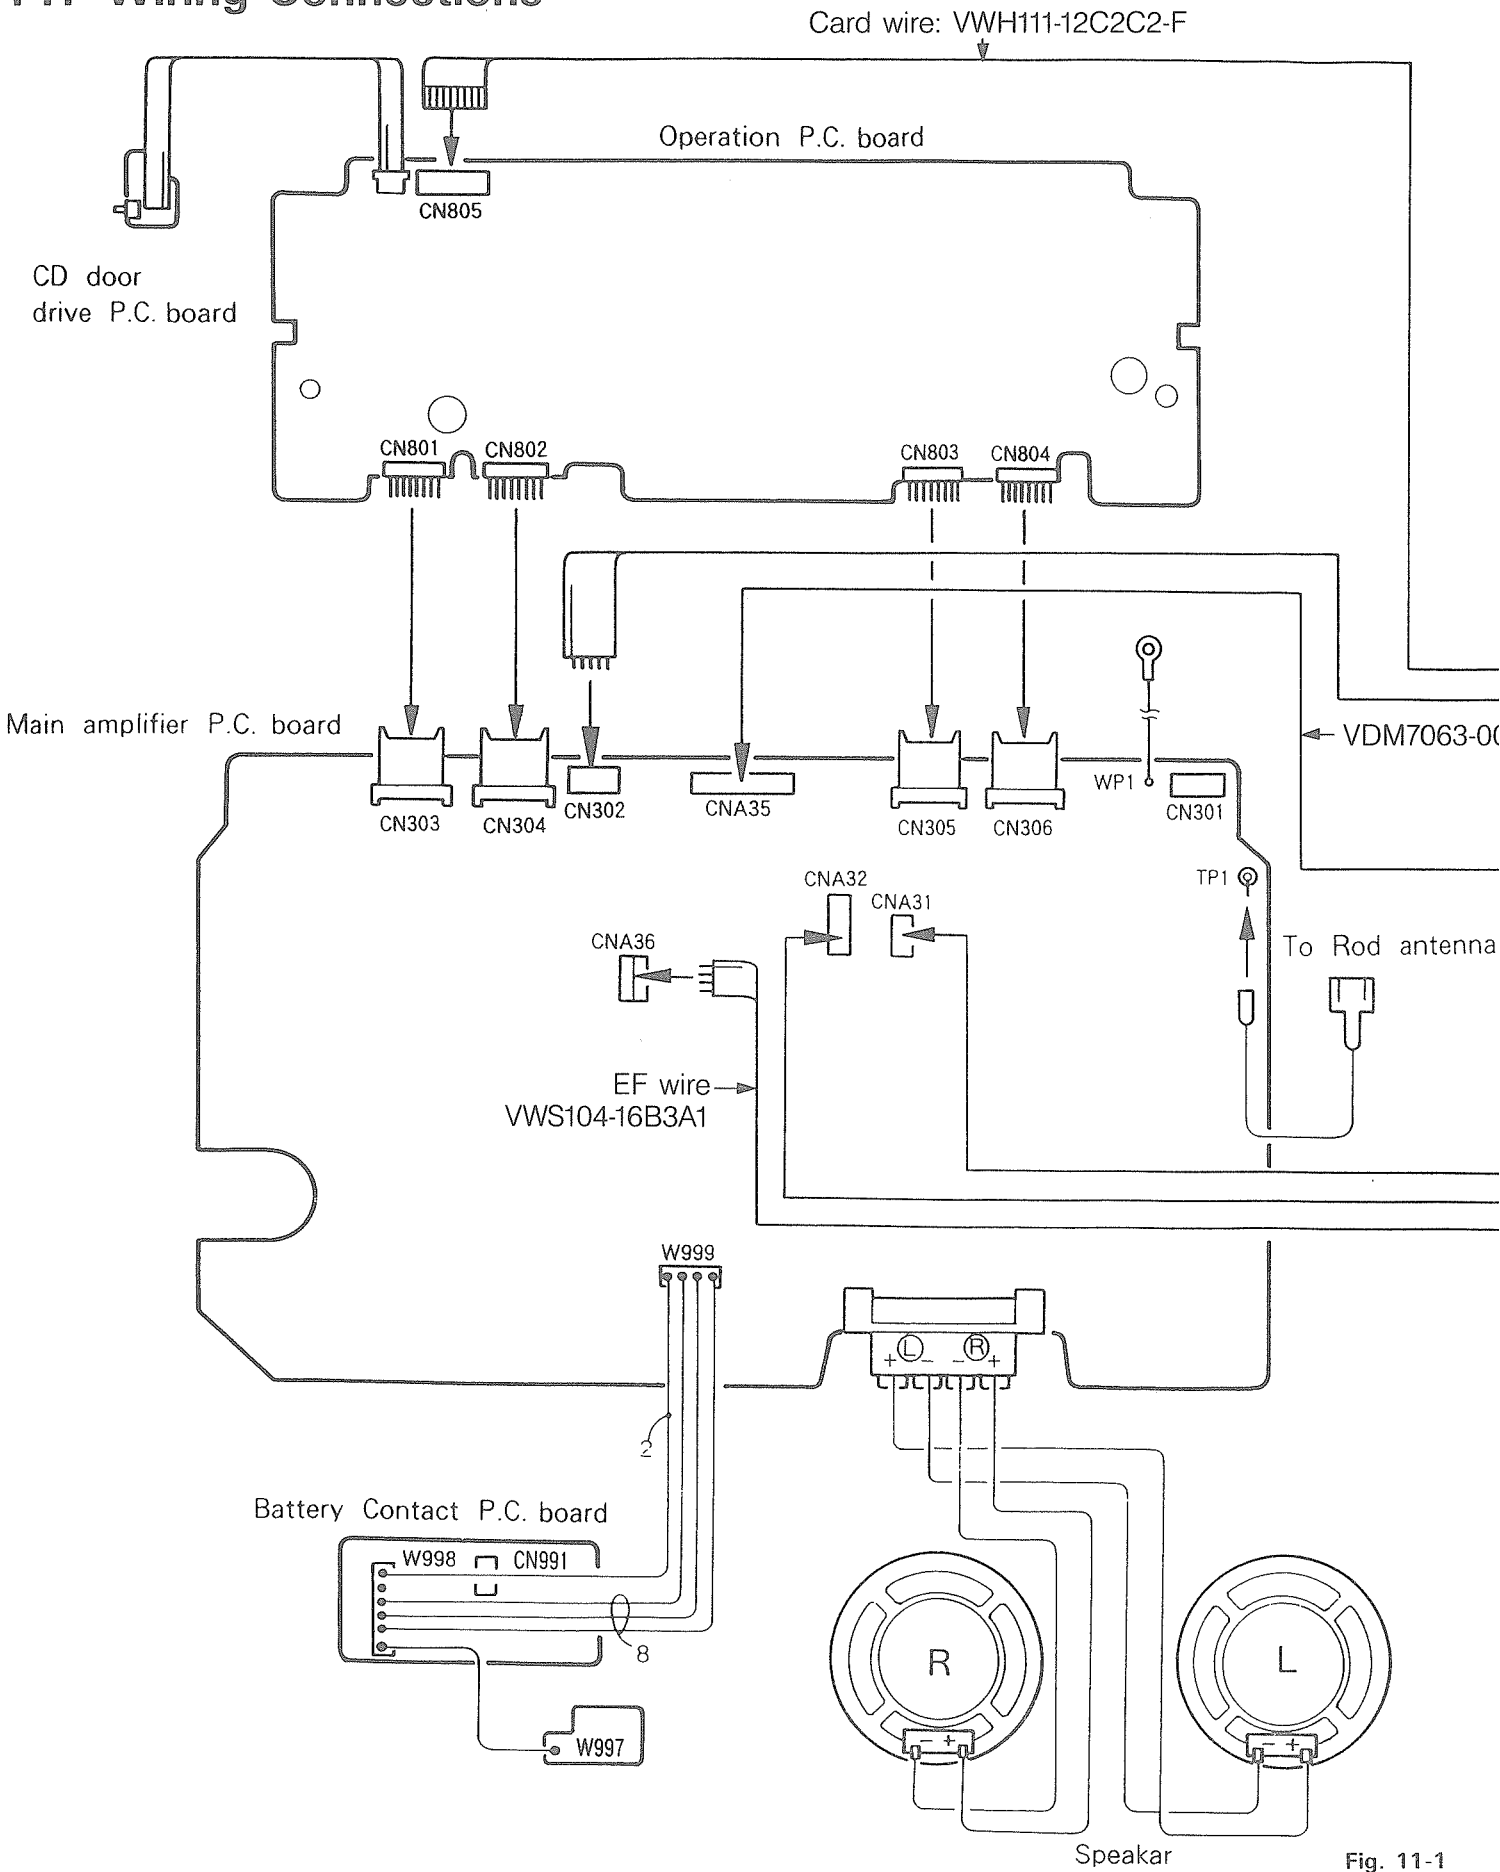 Wiring Connections
Card wire: VWH111-12C2C2-F
Operation P.C. board
CN805
CD door
drive P.C. board
CN801
CN802
CN803
CN804
Main amplifier P.C. board
VDM7063-00
CN303
CN304
CN302
CNA35
CN305
CN306
WP1
CN301
CNA32
CNA31
TP1
CNA36
To Rod antenna
EF wire
VWS104-16B3A1
W999
L R
+ - - +
2
Battery Contact P.C. board
W998 CN991
8
W997
R
- +
L
- +
Speakar
Fig. 11-1